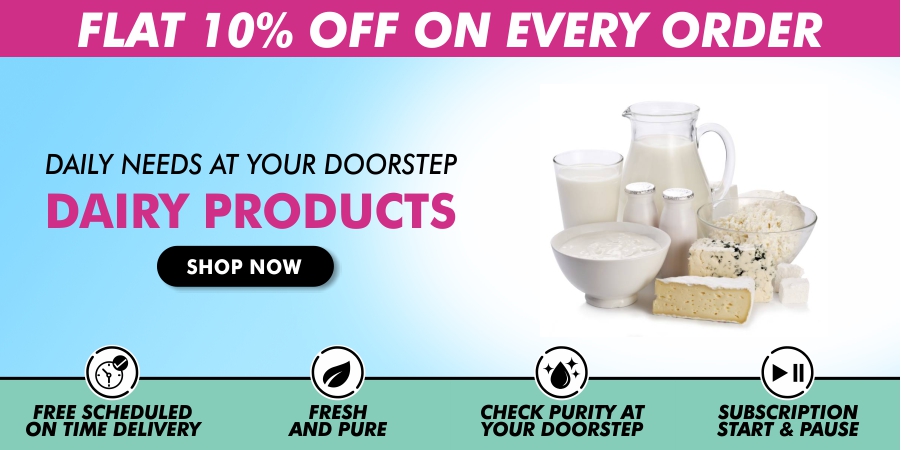 FLAT 10% OFF ON EVERY ORDER
DAILY NEEDS AT YOUR DOORSTEP
DAIRY PRODUCTS
SHOP NOW
FREE SCHEDULED
ON TIME DELIVERY
FRESH
AND PURE
CHECK PURITY AT
YOUR DOORSTEP
SUBSCRIPTION
START & PAUSE